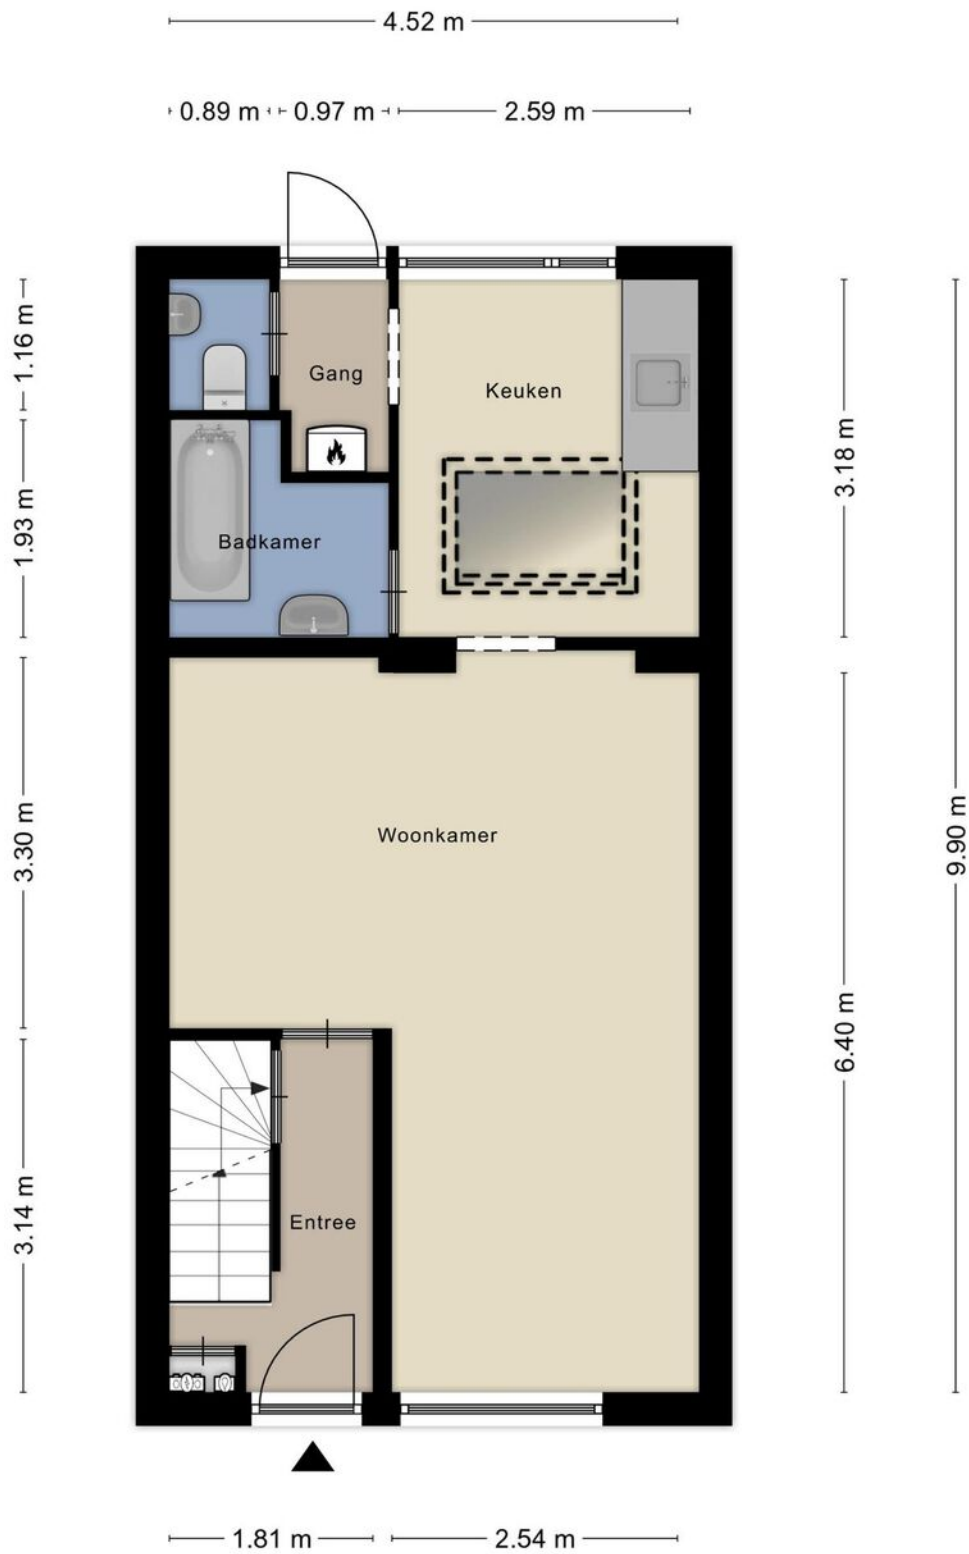 4.52 m
0.89 m
0.97 m
2.59 m
1.16 m
Gang
Keuken
3.18 m
1.93 m
Badkamer
3.30 m
Woonkamer
9.90 m
6.40 m
3.14 m
Entree
1.81 m
2.54 m